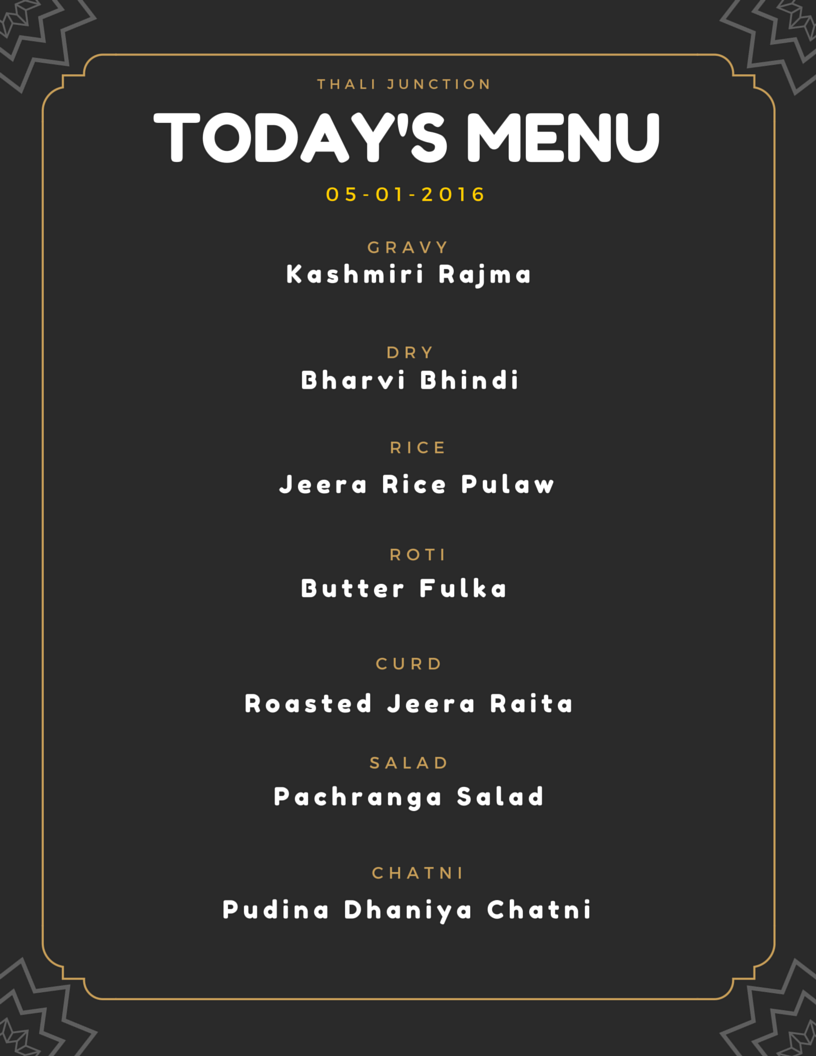 THALI JUNCTION
TODAY'S MENU
05-01-2016
GRAVY
Kashmiri Rajma
DRY
Bharvi Bhindi
RICE
Jeera Rice Pulaw
ROTI
Butter Fulka
CURD
Roasted Jeera Raita
SALAD
Pachranga Salad
CHATNI
Pudina Dhaniya Chatni